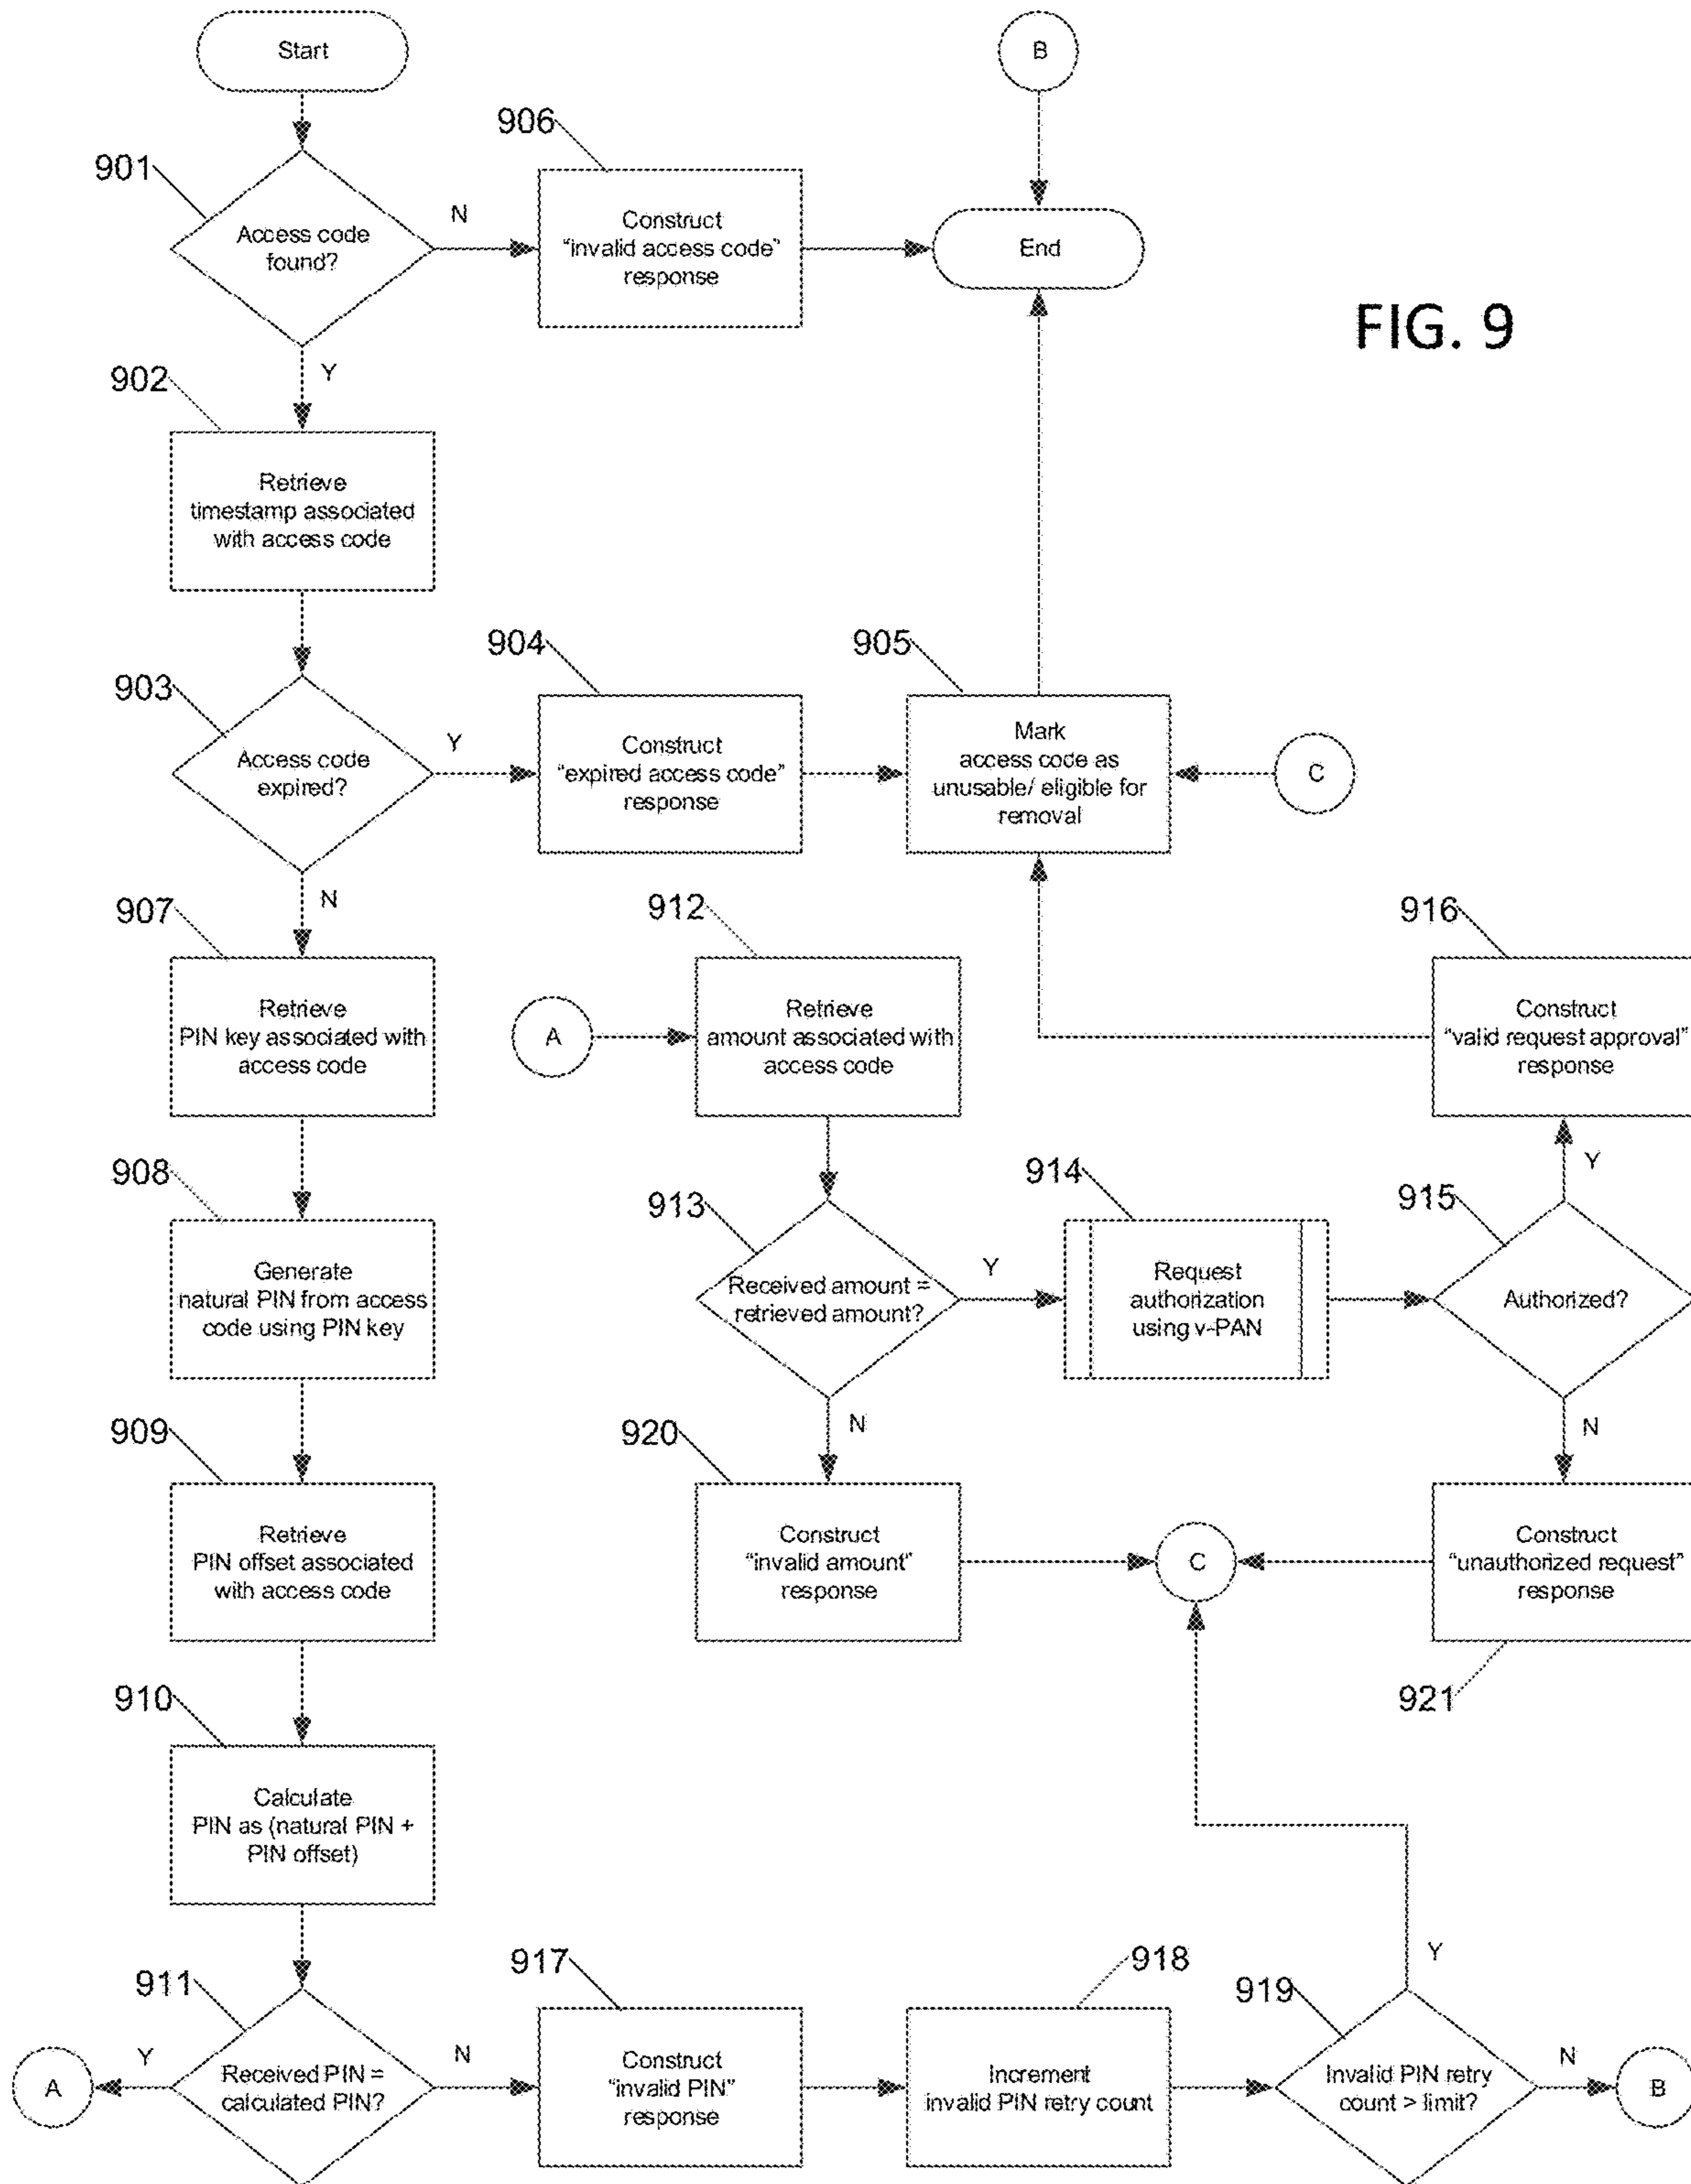 Start
B
906
901
N
Construct
"invalid access code"
response
Access code
found?
End
FIG. 9
Y
902
Retrieve
timestamp associated
with access code
904
905
903
Y
Access code
expired?
Construct
"expired access code"
response
Mark
access code as
unusable/ eligible for
removal
C
N
907
912
916
Retrieve
PIN key associated with
access code
A
Retrieve
amount associated with
access code
Construct
"valid request approval"
response
908
914
Y
913
915
Generate
natural PIN from access
code using PIN key
Received amount =
retrieved amount?
Y
Request
authorization
using v-PAN
Authorized?
909
920
N
N
Retrieve
PIN offset associated
with access code
Construct
"invalid amount"
response
C
Construct
"unauthorized request"
response
910
921
Calculate
PIN as (natural PIN +
PIN offset)
911
917
918
Y
919
A
Y
Received PIN =
calculated PIN?
N
Construct
"invalid PIN"
response
Increment
invalid PIN retry count
Invalid PIN retry
count > limit?
N
B